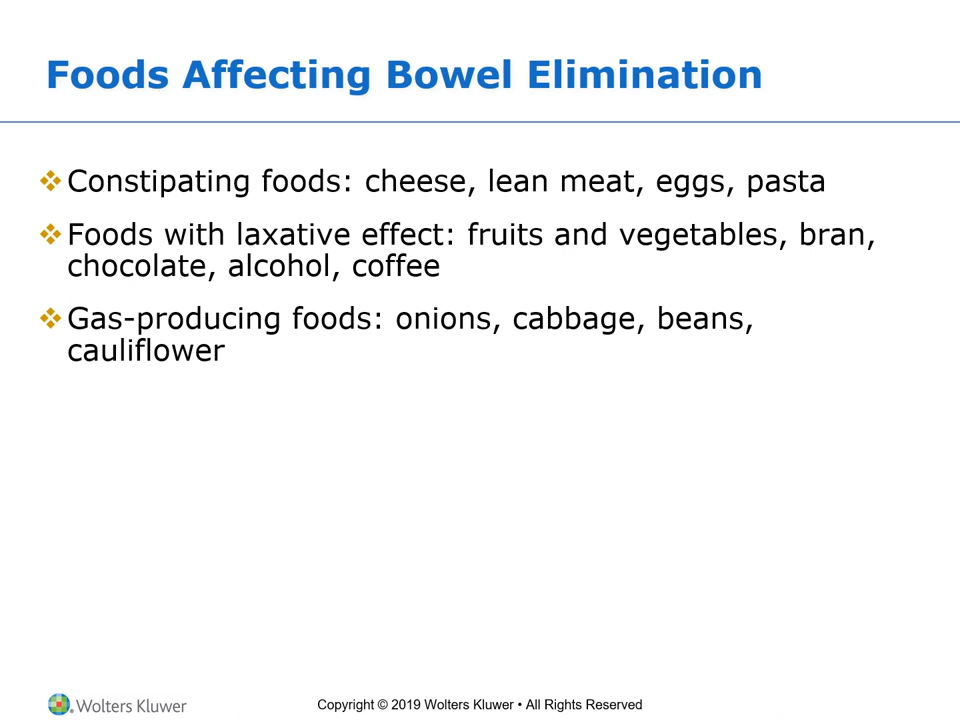 Foods Affecting Bowel Elimination
❖Constipating foods: cheese, lean meat, eggs, pasta
❖Foods with laxative effect: fruits and vegetables, bran,
chocolate, alcohol, coffee
❖Gas-producing foods: onions, cabbage, beans,
cauliflower
Wolters Kluwer
Copyright © 2019 Wolters Kluwer • All Rights Reserved